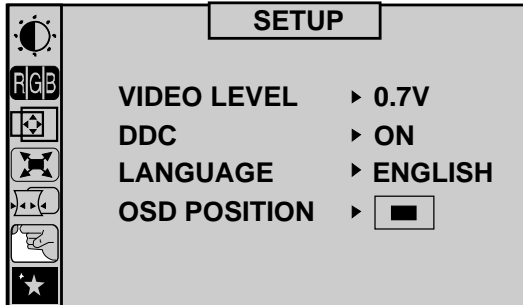 SETUP
RGB
VIDEO LEVEL 0.7V
DDC ON
LANGUAGE ENGLISH
OSD POSITION